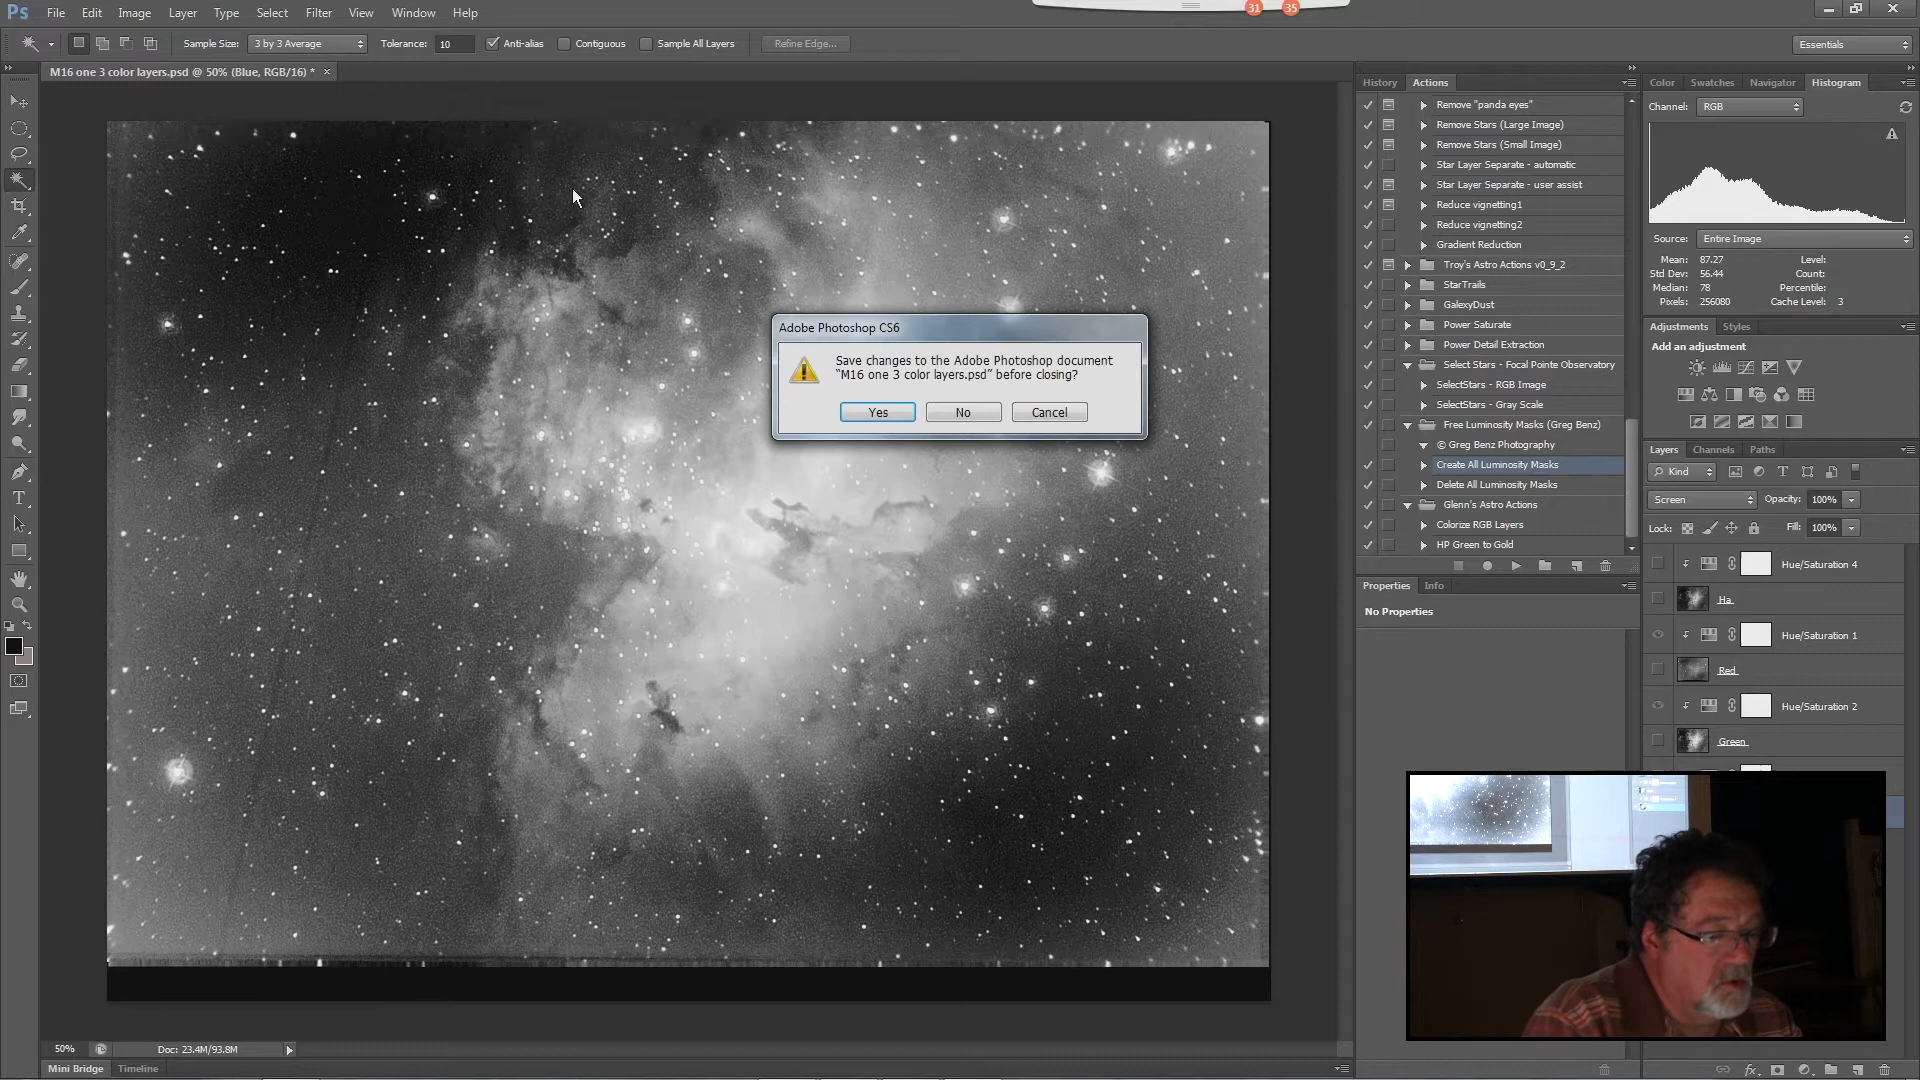 Ps File Edit Image Layer Type Select Filter View Window Help
31 35
Sample Size: 3 by 3 Average Tolerance: 10 Anti-alias Contiguous Sample All Layers Refine Edge... Essentials
M16 one 3 color layers.psd @ 50% (Blue, RGB/16) * ×
Adobe Photoshop CS6
Save changes to the Adobe Photoshop document
“M16 one 3 color layers.psd” before closing?
Yes No Cancel
50% Doc: 23.4M/93.8M
Mini Bridge Timeline
History Actions
Remove "panda eyes"
Remove Stars (Large Image)
Remove Stars (Small Image)
Star Layer Separate - automatic
Star Layer Separate - user assist
Reduce vignetting1
Reduce vignetting2
Gradient Reduction
Troy's Astro Actions v0_9_2
StarTrails
GalexyDust
Power Saturate
Power Detail Extraction
Select Stars - Focal Pointe Observatory
SelectStars - RGB Image
SelectStars - Gray Scale
Free Luminosity Masks (Greg Benz)
© Greg Benz Photography
Create All Luminosity Masks
Delete All Luminosity Masks
Glenn's Astro Actions
Colorize RGB Layers
HP Green to Gold
Properties Info
No Properties
Color Swatches Navigator Histogram
Channel: RGB
Source: Entire Image
Mean: 87.27 Level:
Std Dev: 56.44 Count:
Median: 78 Percentile:
Pixels: 256080 Cache Level: 3
Adjustments Styles
Add an adjustment
Layers Channels Paths
Kind
Screen Opacity: 100%
Lock: Fill: 100%
Hue/Saturation 4
Ha
Hue/Saturation 1
Red
Hue/Saturation 2
Green